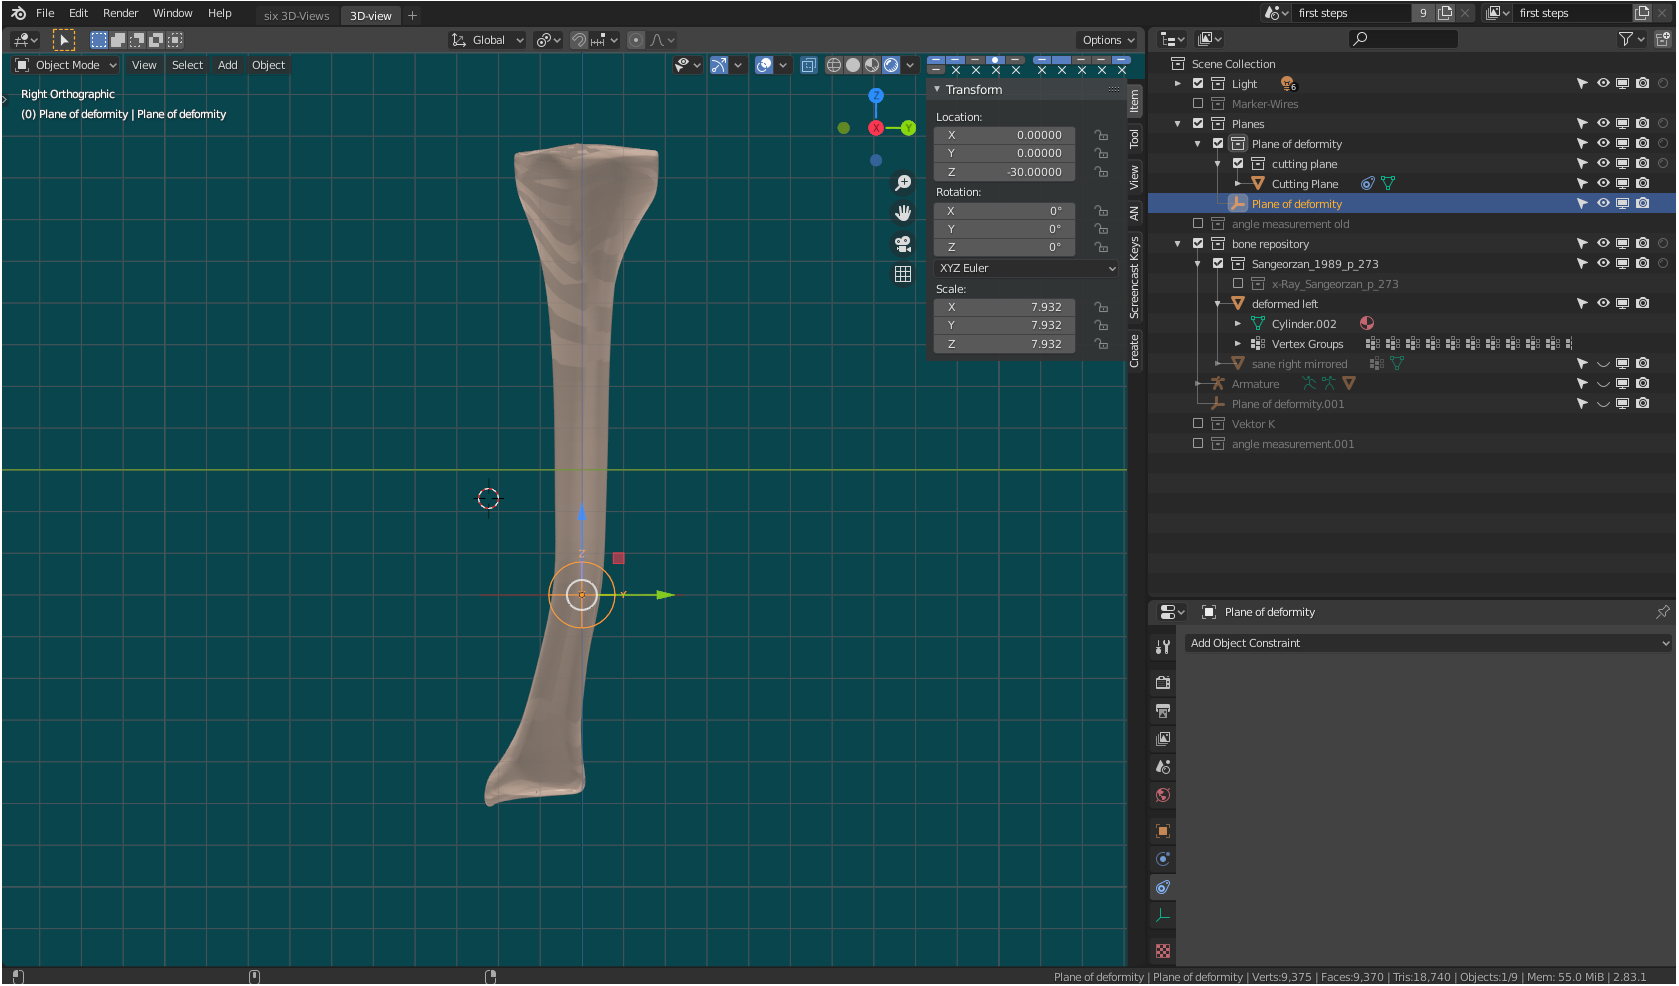 File Edit Render Window Help six 3D-Views 3D-view + first steps 9 first steps
Global Options
Object Mode View Select Add Object
Right Orthographic
(0) Plane of deformity | Plane of deformity
Z
X
Y
Z
Y
Transform
Location:
X 0.00000
Y 0.00000
Z -30.00000
Rotation:
X 0°
Y 0°
Z 0°
XYZ Euler
Scale:
X 7.932
Y 7.932
Z 7.932
Item
Tool
View
AN
Screencast Keys
Create
Scene Collection
Light 6
Marker-Wires
Planes
Plane of deformity
cutting plane
Cutting Plane
Plane of deformity
angle measurement old
bone repository
Sangeorzan_1989_p_273
x-Ray_Sangeorzan_p_273
deformed left
Cylinder.002
Vertex Groups
sane right mirrored
Armature
Plane of deformity.001
Vektor K
angle measurement.001
Plane of deformity
Add Object Constraint
Plane of deformity | Plane of deformity | Verts:9,375 | Faces:9,370 | Tris:18,740 | Objects:1/9 | Mem: 55.0 MiB | 2.83.1